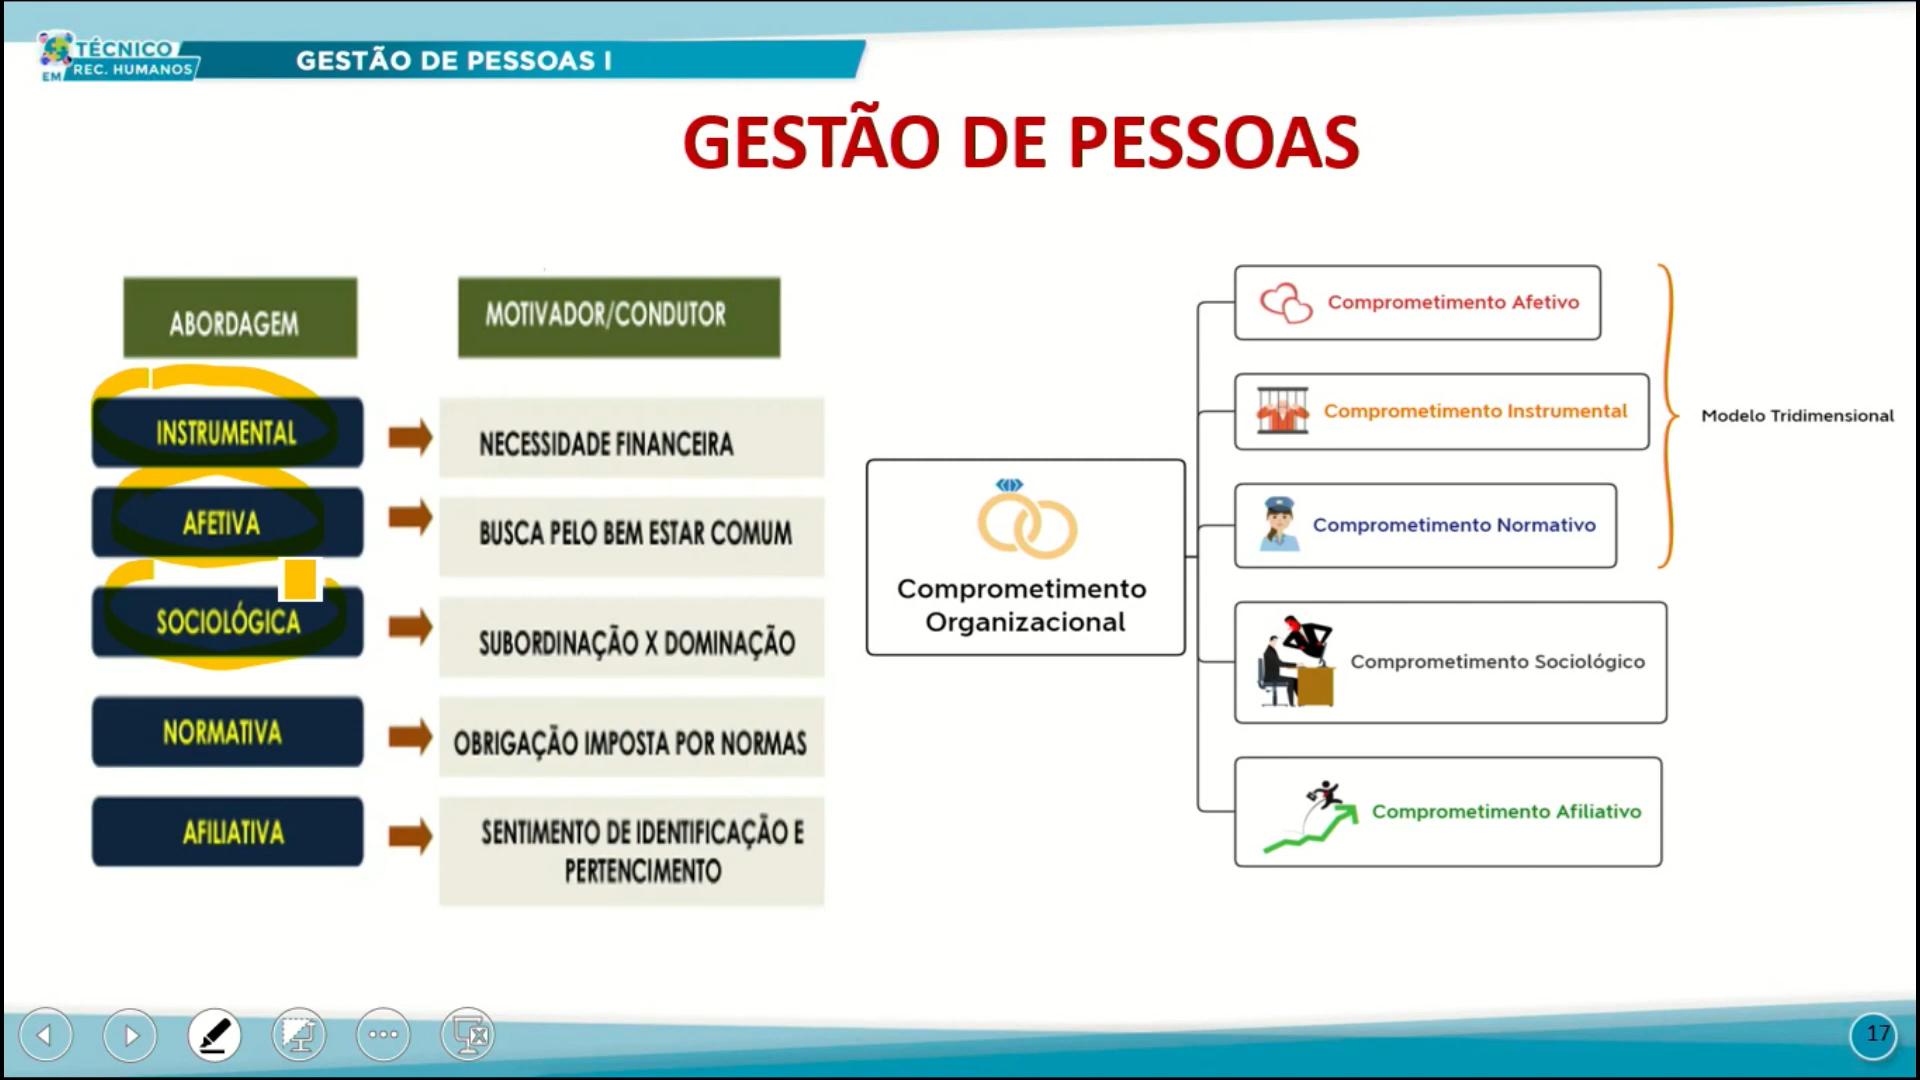 TÉCNICO
EM REC. HUMANOS
GESTÃO DE PESSOAS I
GESTÃO DE PESSOAS
ABORDAGEM
MOTIVADOR/CONDUTOR
INSTRUMENTAL
NECESSIDADE FINANCEIRA
AFETIVA
BUSCA PELO BEM ESTAR COMUM
SOCIOLÓGICA
SUBORDINAÇÃO X DOMINAÇÃO
NORMATIVA
OBRIGAÇÃO IMPOSTA POR NORMAS
AFILIATIVA
SENTIMENTO DE IDENTIFICAÇÃO E
PERTENCIMENTO
Comprometimento
Organizacional
Comprometimento Afetivo
Comprometimento Instrumental
Comprometimento Normativo
Modelo Tridimensional
Comprometimento Sociológico
Comprometimento Afiliativo
17